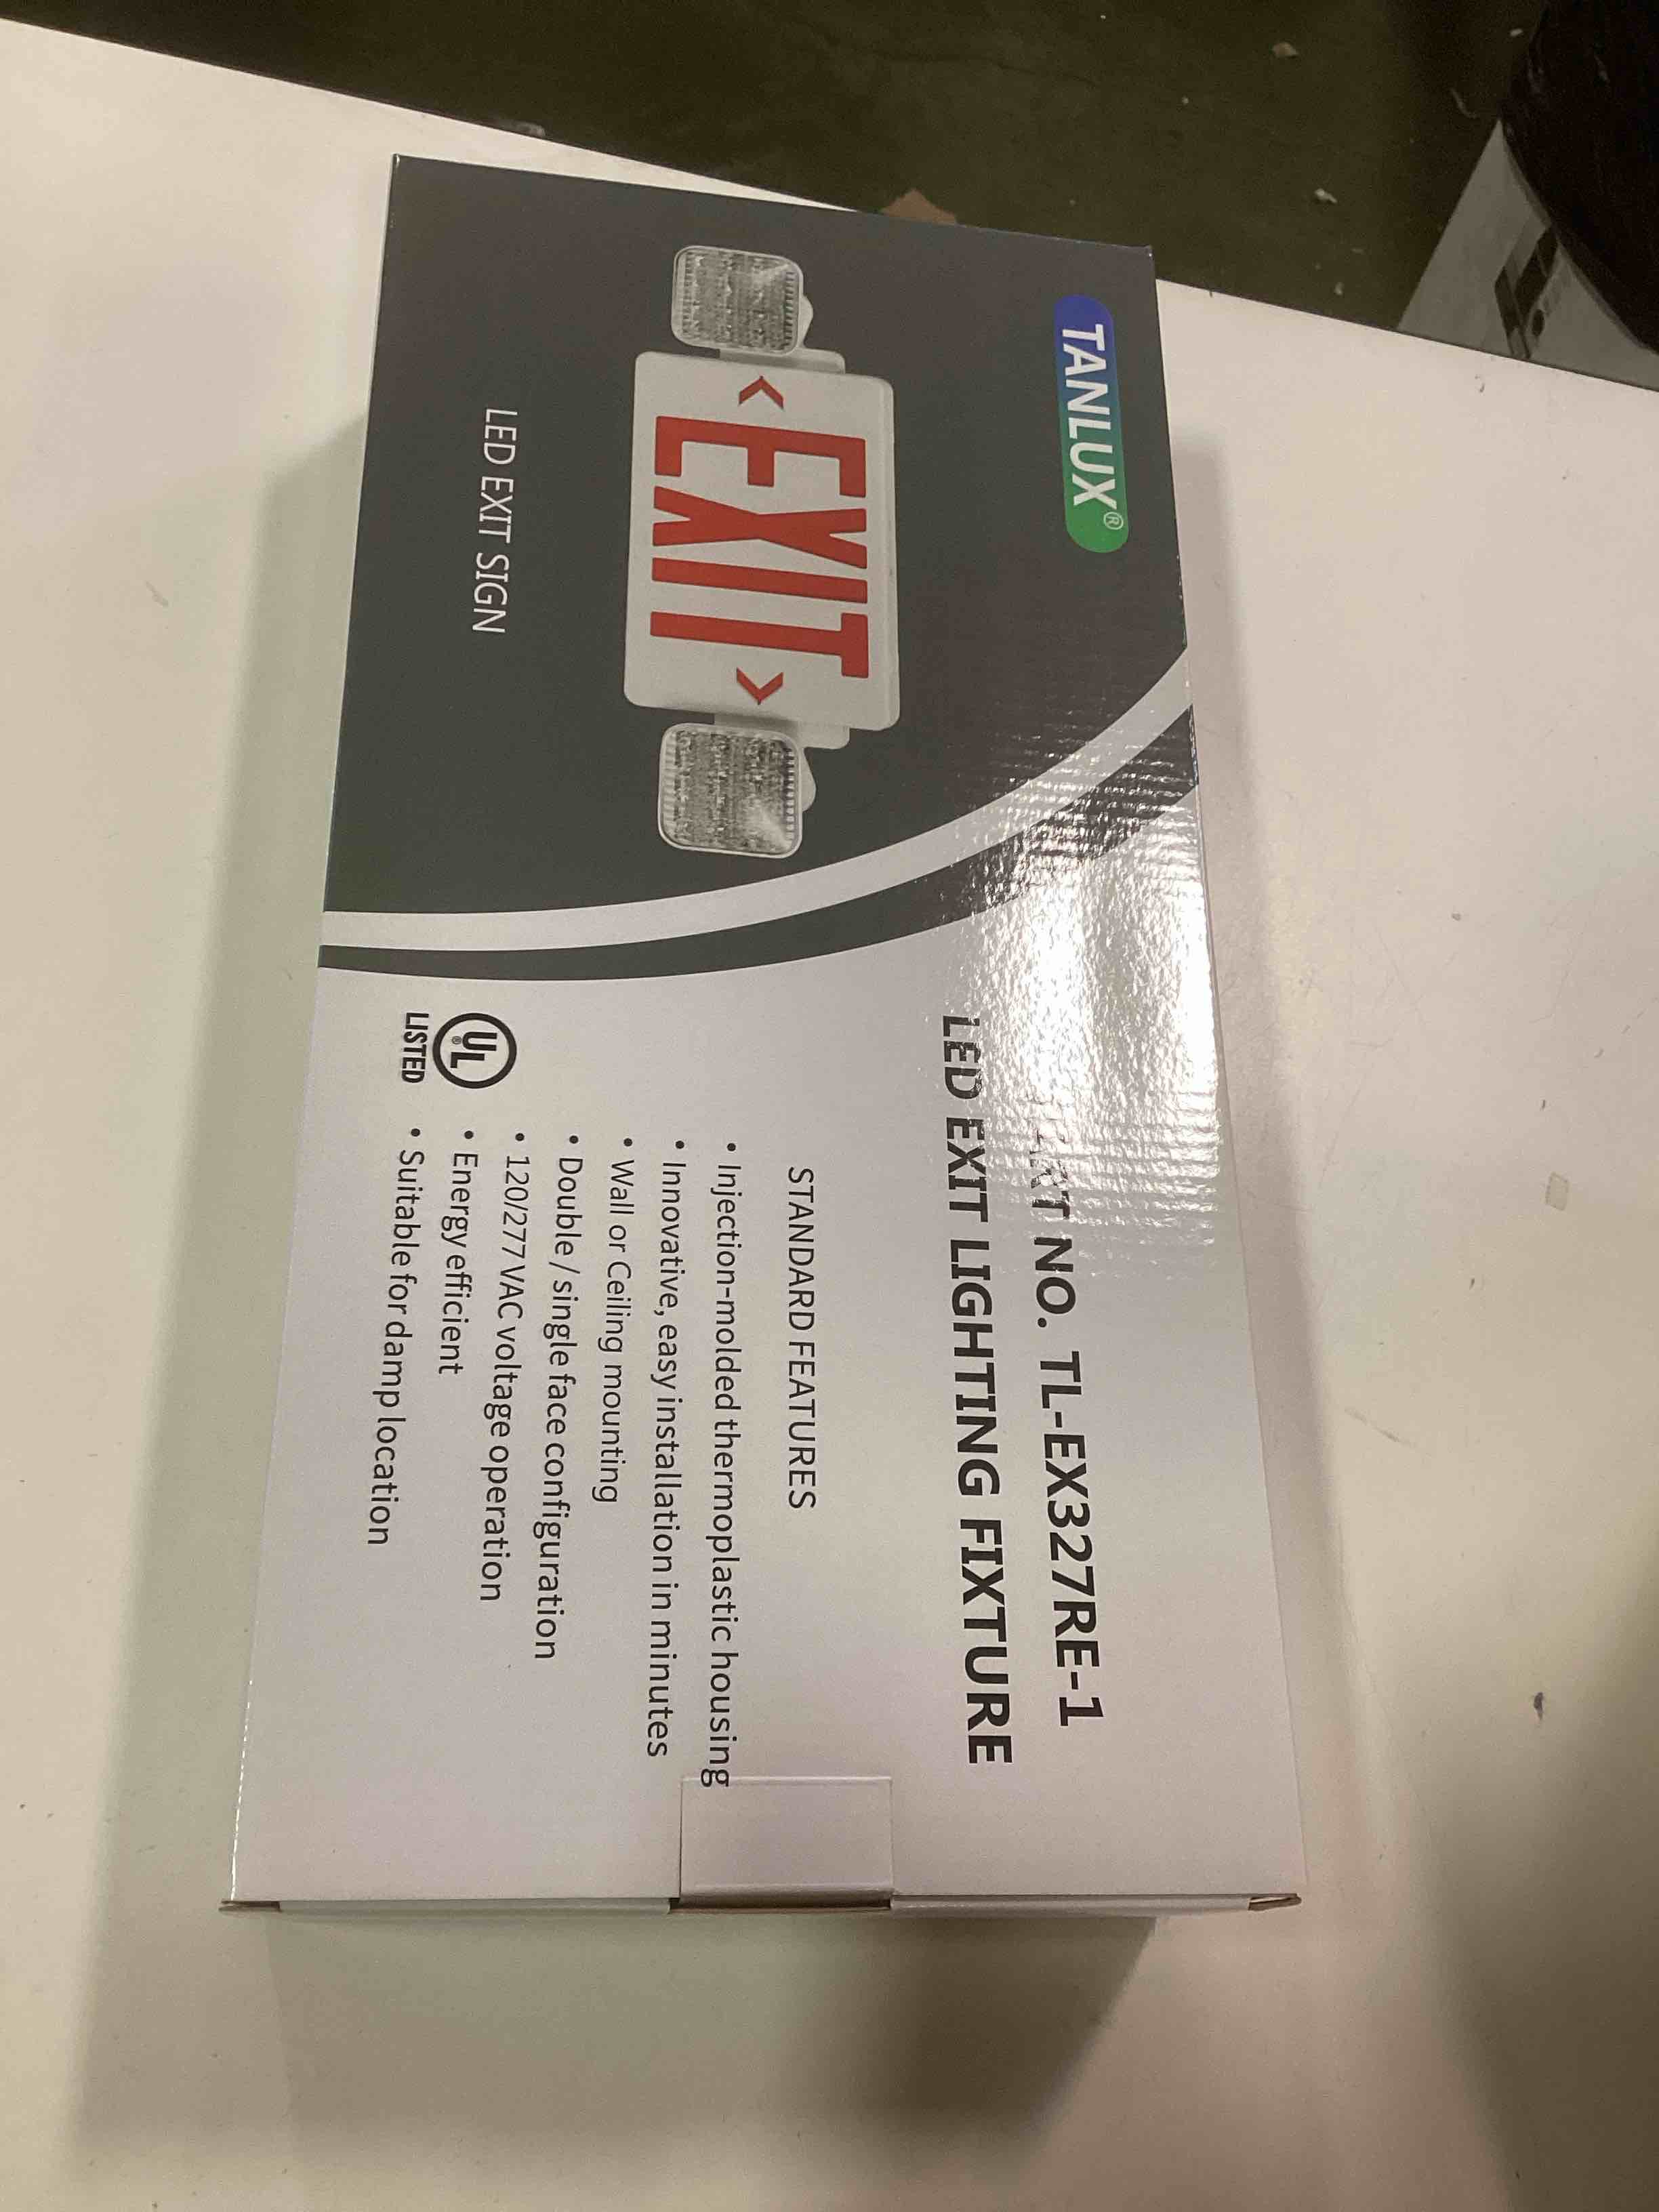 TANLUX®
< EXIT >
LED EXIT SIGN
PART NO. TL-EX327RE-1
LED EXIT LIGHTING FIXTURE
STANDARD FEATURES
• Injection-molded thermoplastic housing
• Innovative, easy installation in minutes
• Wall or Ceiling mounting
• Double / single face configuration
• 120/277 VAC voltage operation
• Energy efficient
• Suitable for damp location
UL®
LISTED